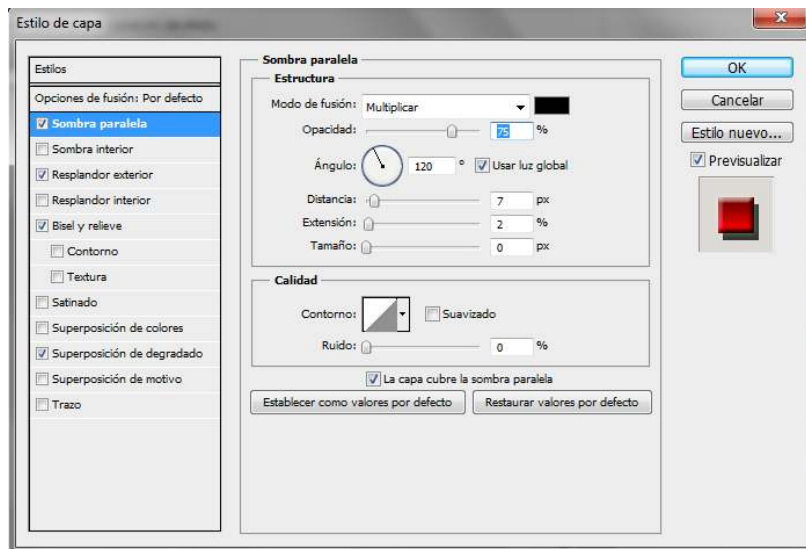 Estilo de capa
Estilos
Opciones de fusión: Por defecto
Sombra paralela
Sombra interior
Resplandor exterior
Resplandor interior
Bisel y relieve
Contorno
Textura
Satinado
Superposición de colores
Superposición de degradado
Superposición de motivo
Trazo
Sombra paralela
Estructura
Modo de fusión: Multiplicar
Opacidad: 75 %
Ángulo: 120 ° Usar luz global
Distancia: 7 px
Extensión: 2 %
Tamaño: 0 px
Calidad
Contorno: Suavizado
Ruido: 0 %
La capa cubre la sombra paralela
Establecer como valores por defecto Restaurar valores por defecto
OK
Cancelar
Estilo nuevo...
Previsualizar